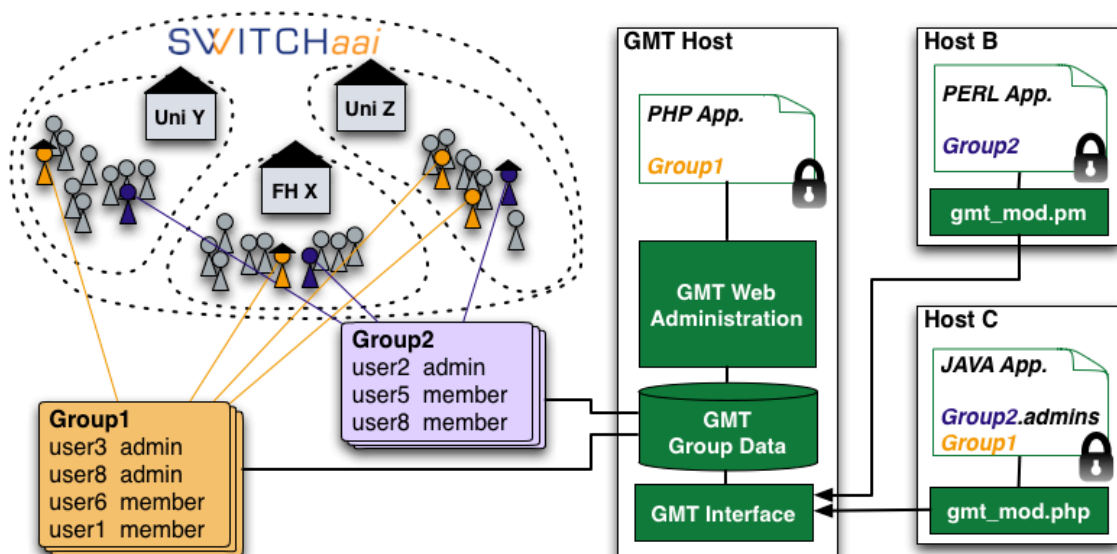 SWITCHaai
Uni Y
Uni Z
FH X
Group2
user2 admin
user5 member
user8 member
Group1
user3 admin
user8 admin
user6 member
user1 member
GMT Host
PHP App.
Group1
GMT Web
Administration
GMT
Group Data
GMT Interface
Host B
PERL App.
Group2
gmt_mod.pm
Host C
JAVA App.
Group2.admins
Group1
gmt_mod.php